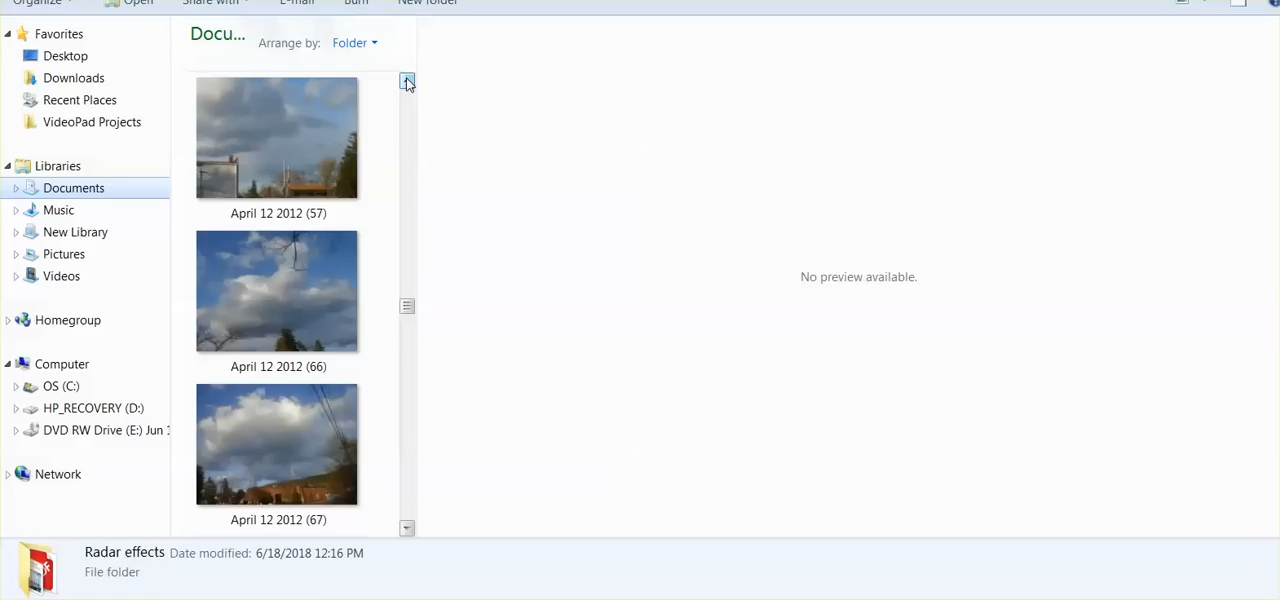 Organize Open Share with E-mail Burn New folder
Favorites
Desktop
Downloads
Recent Places
VideoPad Projects
Libraries
Documents
Music
New Library
Pictures
Videos
Homegroup
Computer
OS (C:)
HP_RECOVERY (D:)
DVD RW Drive (E:) Jun
Network
Docu...
Arrange by: Folder
April 12 2012 (57)
April 12 2012 (66)
April 12 2012 (67)
No preview available.
Radar effects Date modified: 6/18/2018 12:16 PM
File folder